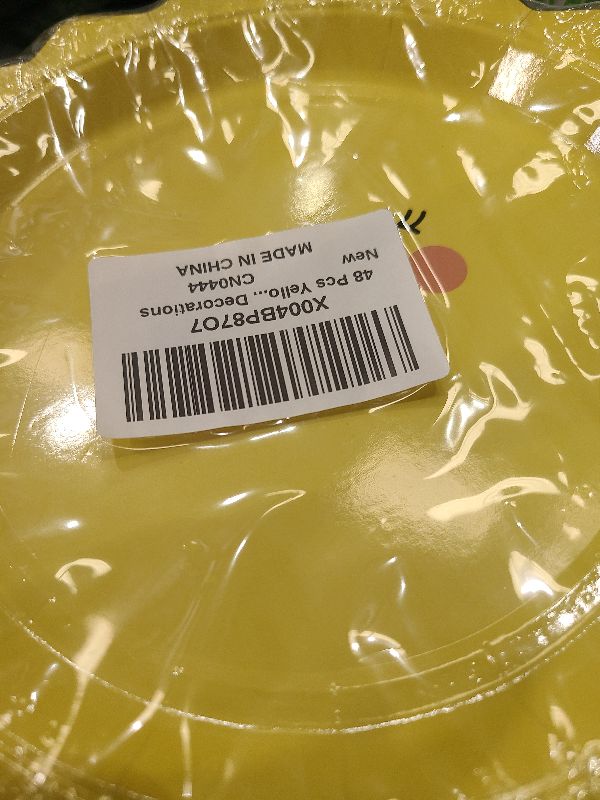 X004BP87O7
48 Pcs Yello... Decorations
New
CN0444
MADE IN CHINA